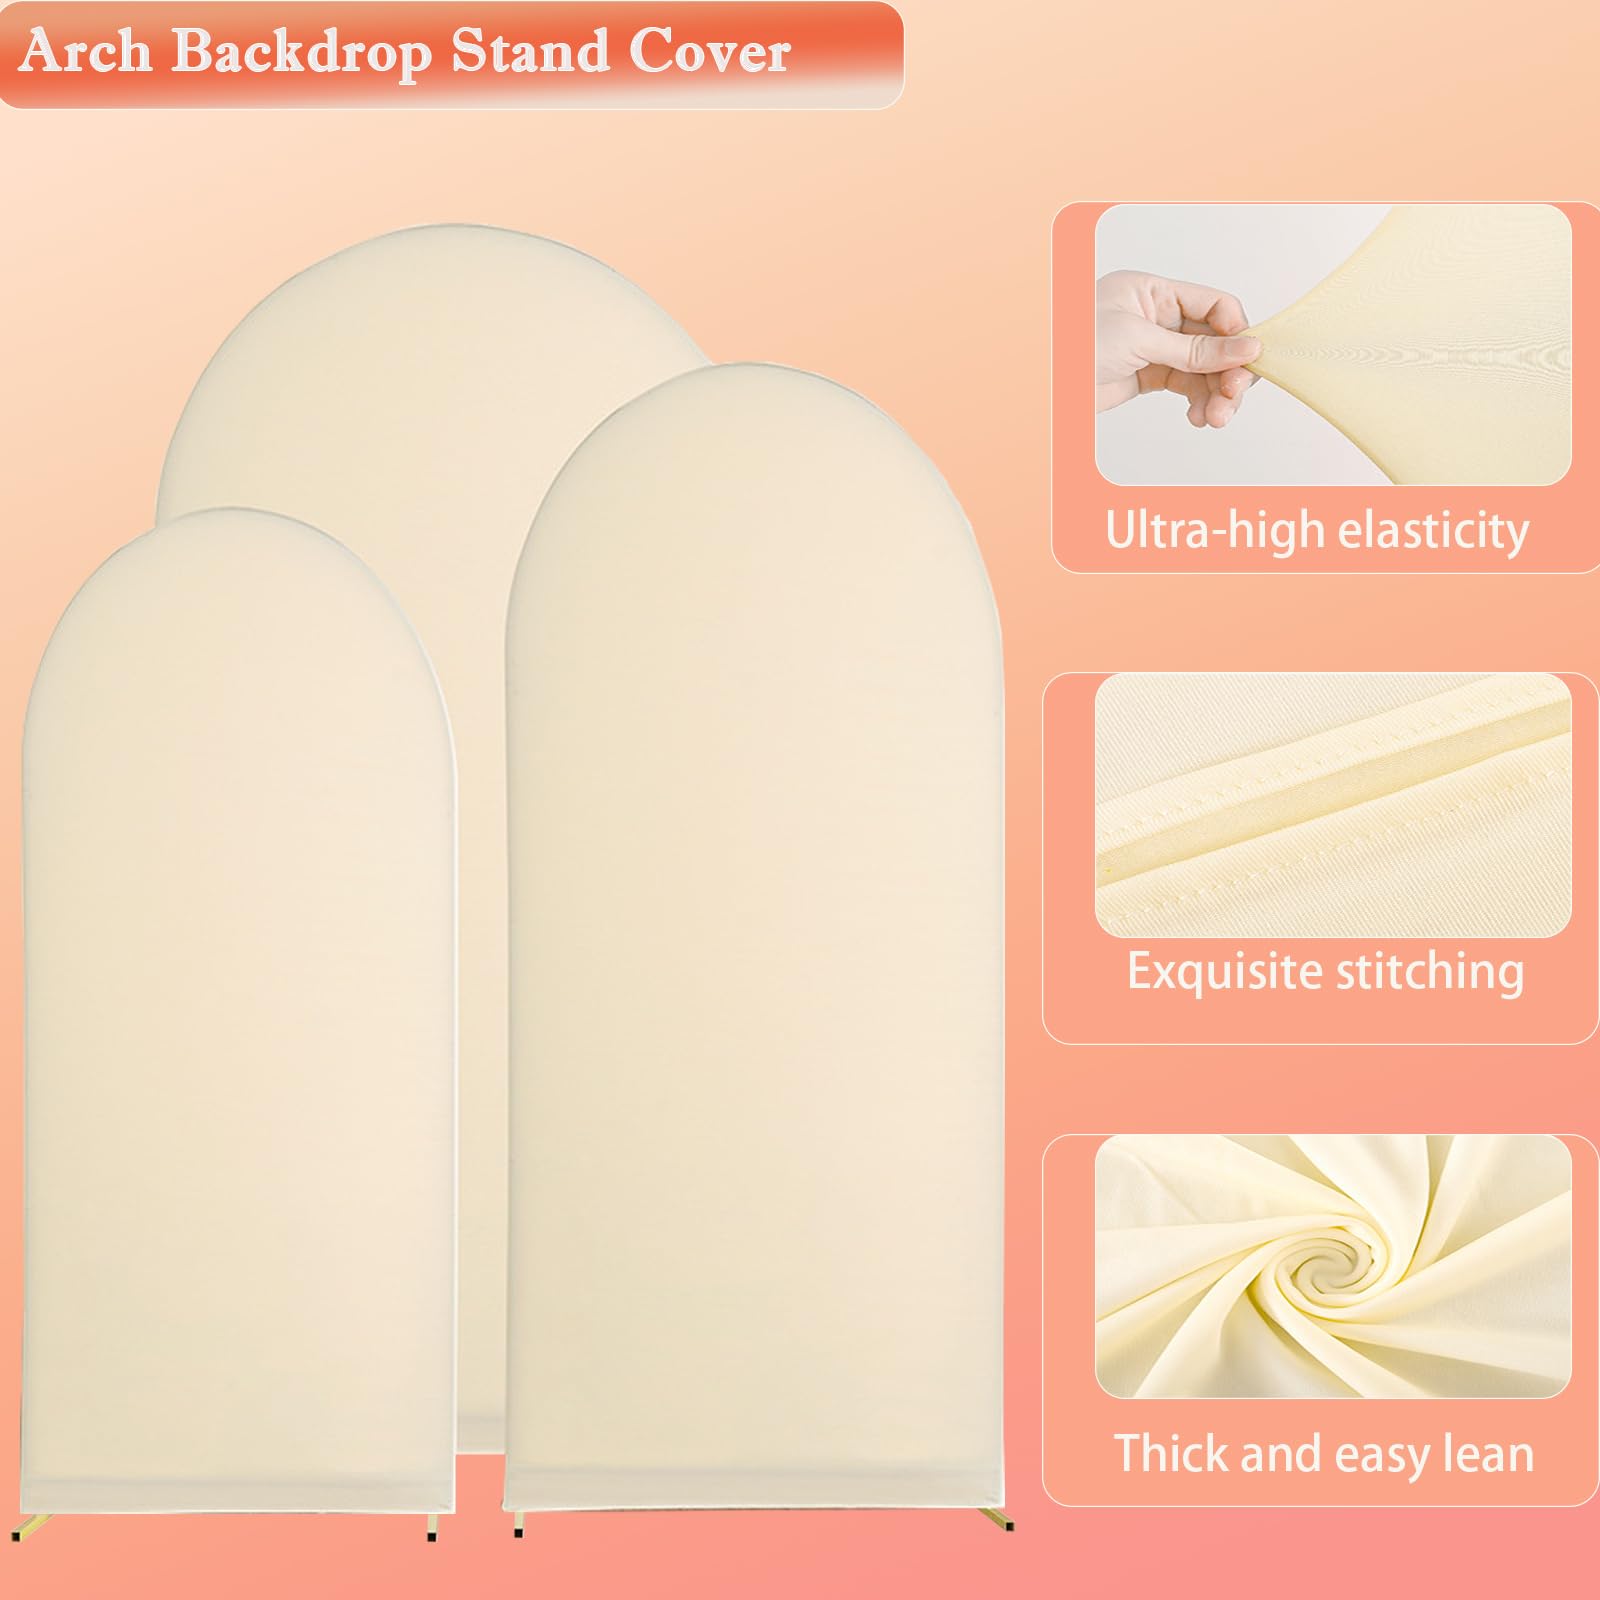 Arch Backdrop Stand Cover
Ultra-high elasticity
Exquisite stitching
Thick and easy lean